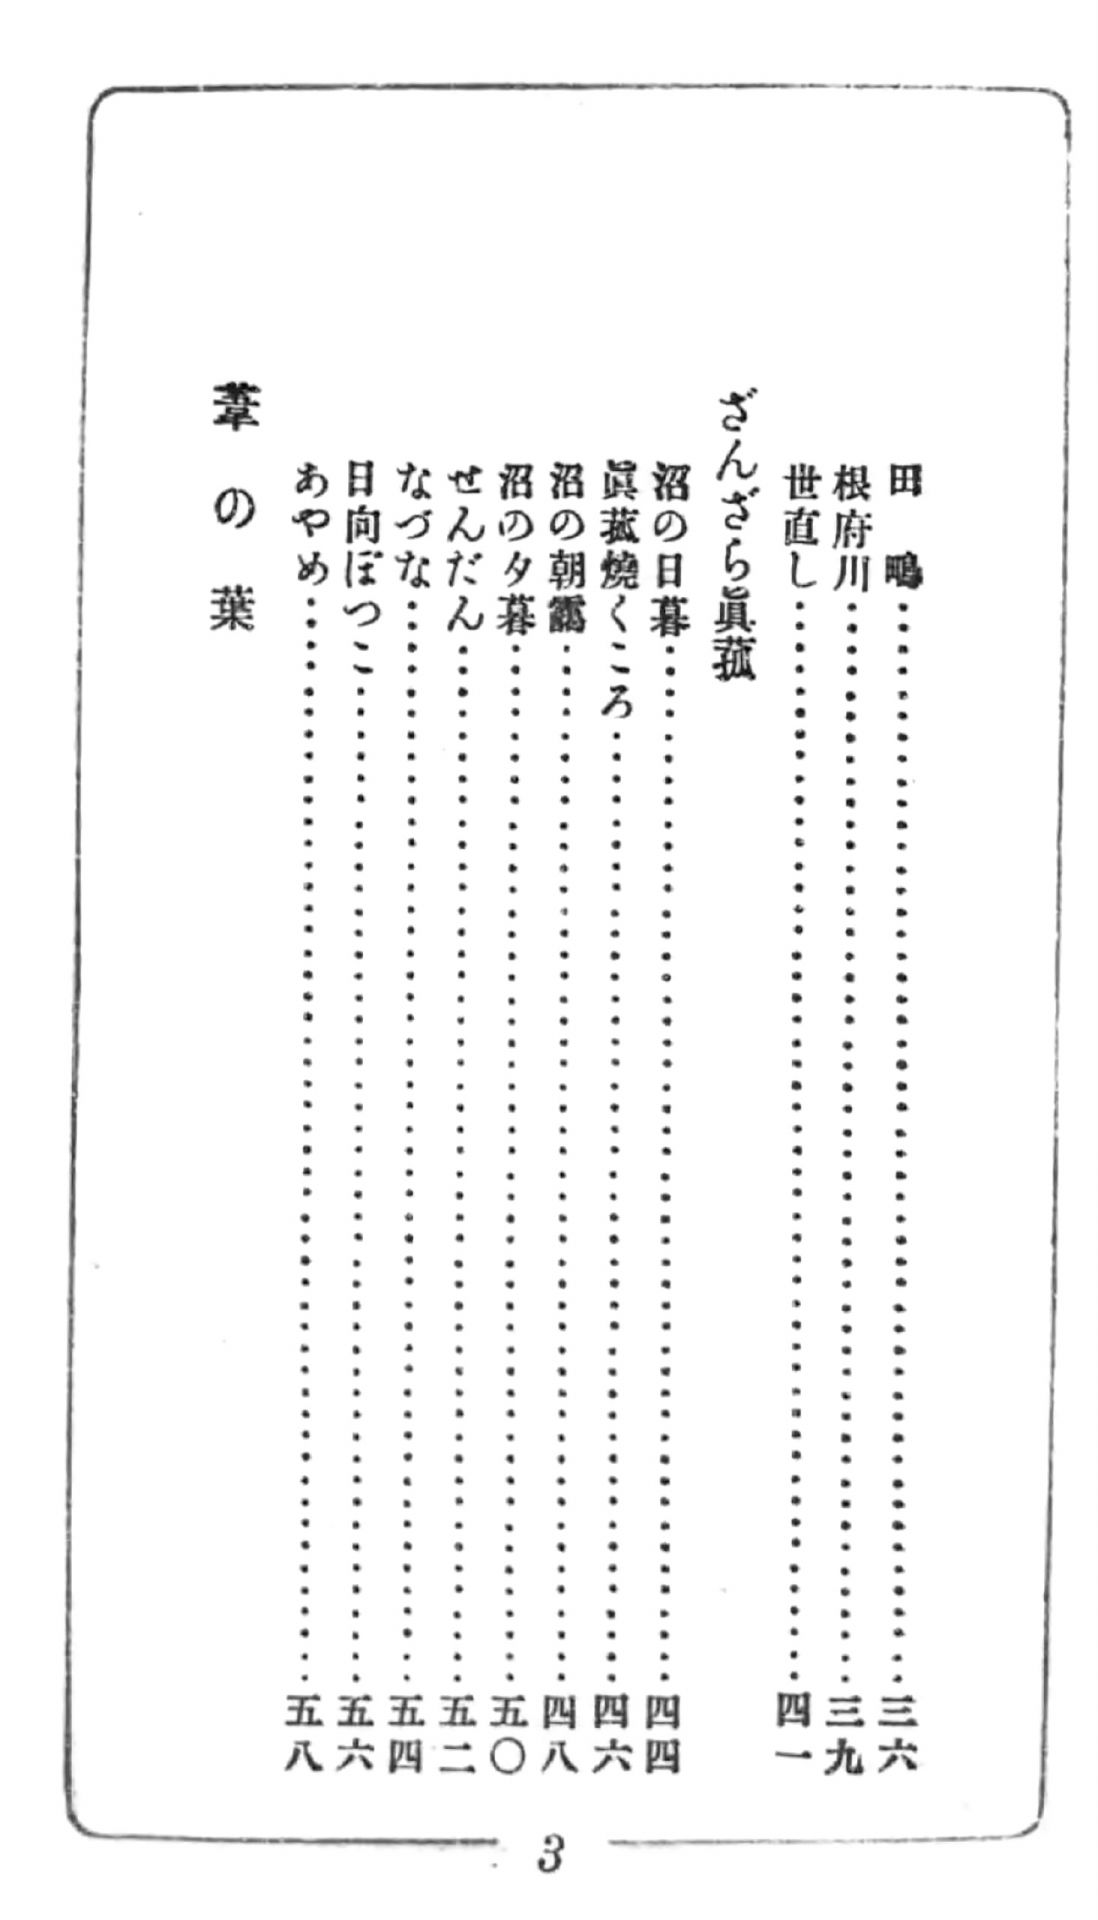 田　鴫…三六
根府川…三九
世直し…四一
ざんざら眞菰
沼の日暮…四四
眞菰燒くころ…四六
沼の朝靄…四八
沼の夕暮…五〇
せんだん…五二
なづな…五四
日向ぼつこ…五六
あやめ…五八
葦の葉
3